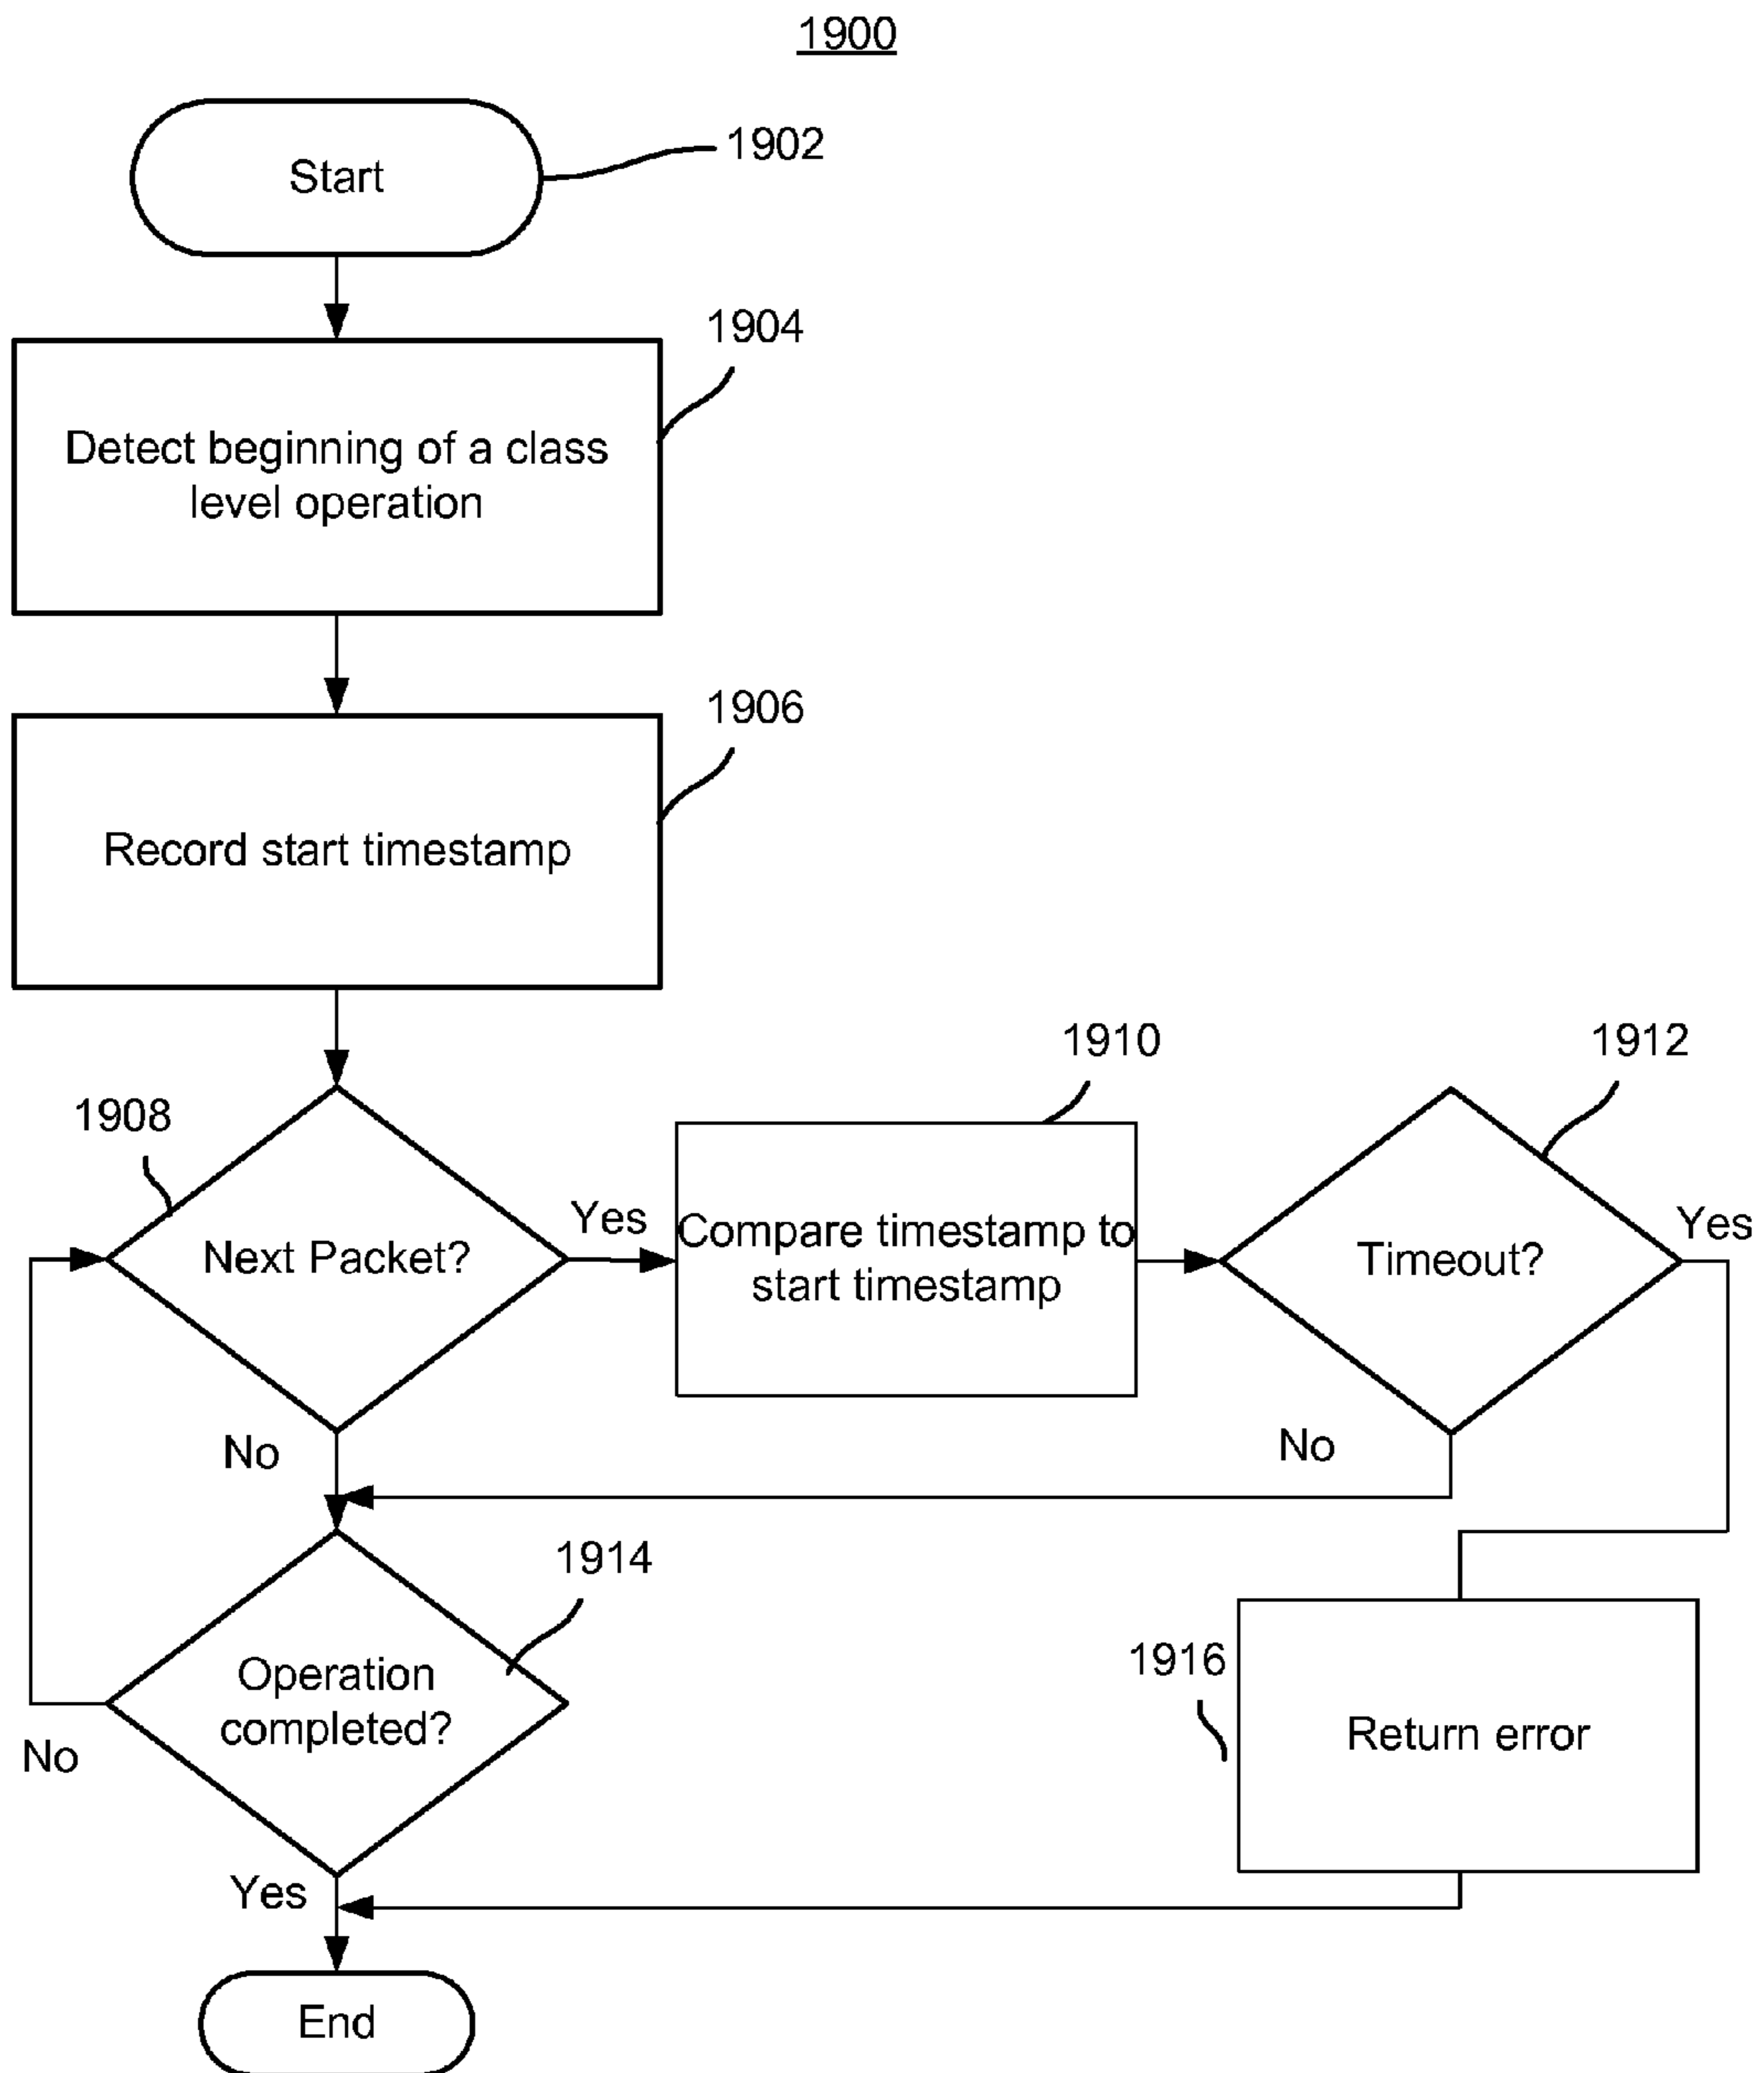 1900
Start
1902
1904
Detect beginning of a class
level operation
1906
Record start timestamp
1908
Next Packet?
Yes
No
1910
Compare timestamp to
start timestamp
1912
Timeout?
Yes
No
1914
Operation
completed?
No
Yes
1916
Return error
End